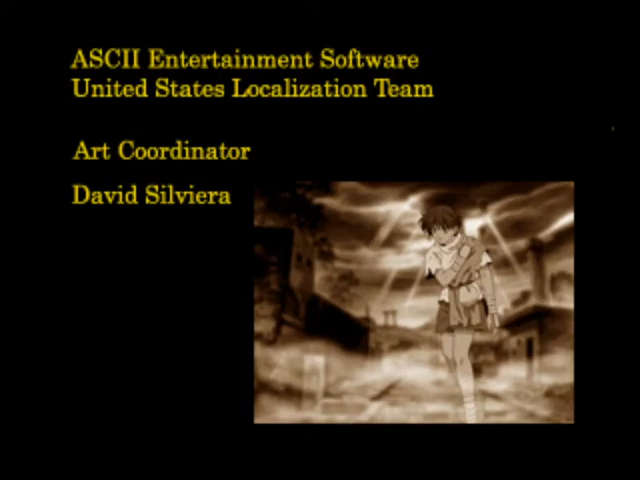 ASCII Entertainment Software
United States Localization Team
Art Coordinator
David Silviera